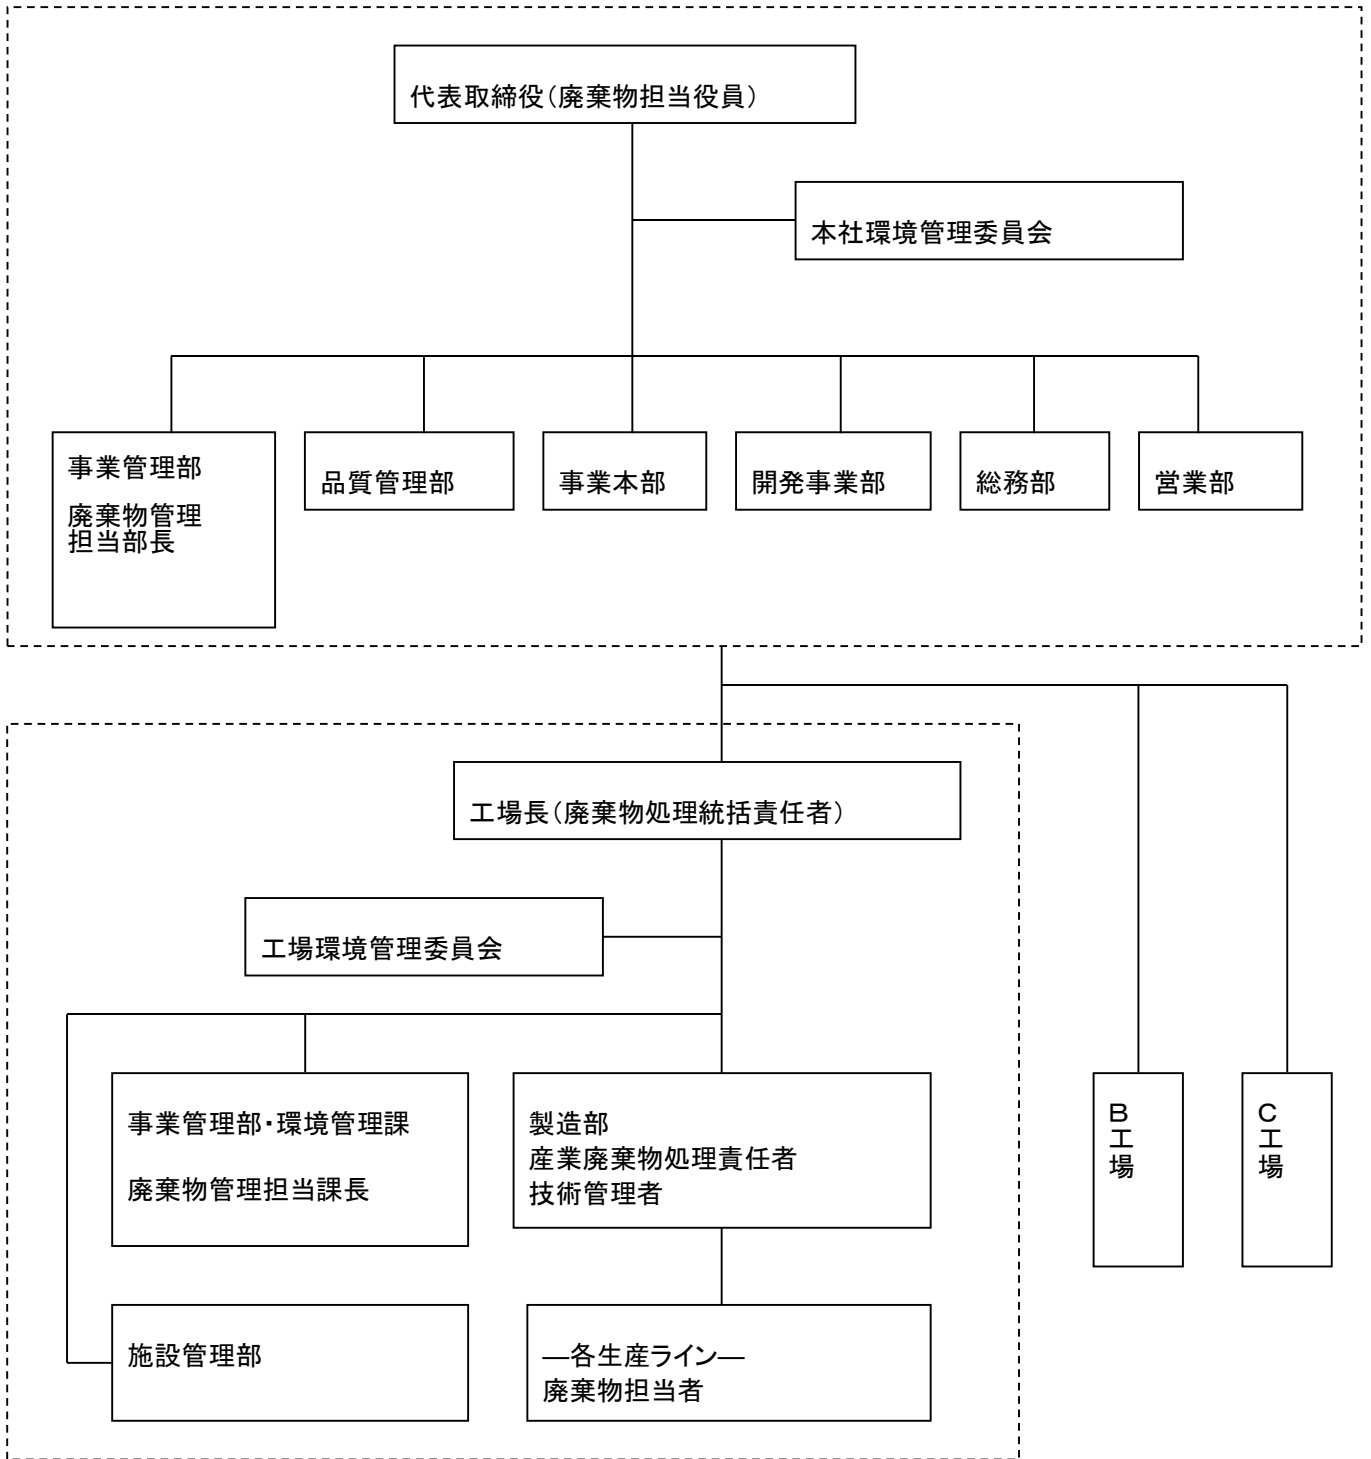 代表取締役（廃棄物担当役員）
本社環境管理委員会
事業管理部
廃棄物管理
担当部長
品質管理部
事業本部
開発事業部
総務部
営業部
工場長（廃棄物処理統括責任者）
工場環境管理委員会
事業管理部・環境管理課
廃棄物管理担当課長
製造部
産業廃棄物処理責任者
技術管理者
B工場
C工場
施設管理部
―各生産ライン―
廃棄物担当者